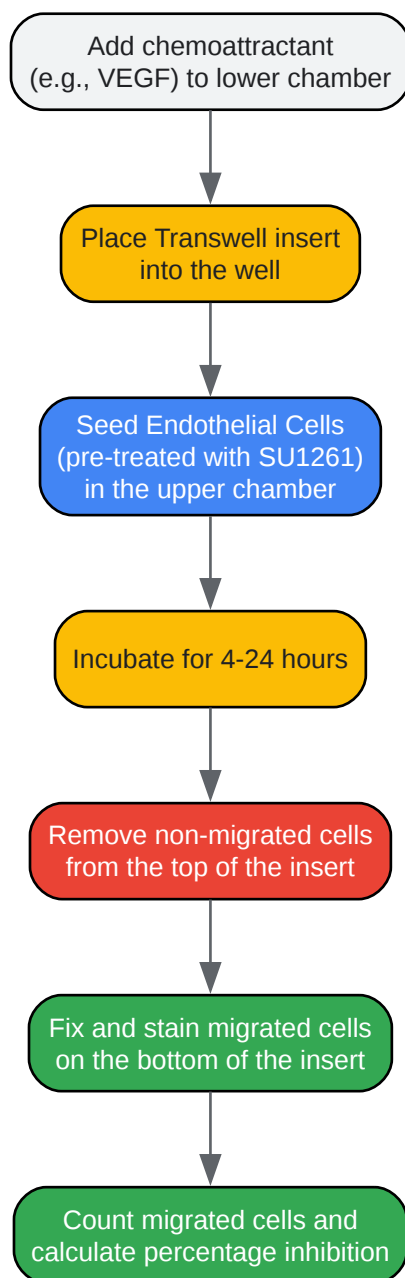 Add chemoattractant
(e.g., VEGF) to lower chamber
Place Transwell insert
into the well
Seed Endothelial Cells
(pre-treated with SU1261)
in the upper chamber
Incubate for 4-24 hours
Remove non-migrated cells
from the top of the insert
Fix and stain migrated cells
on the bottom of the insert
Count migrated cells and
calculate percentage inhibition